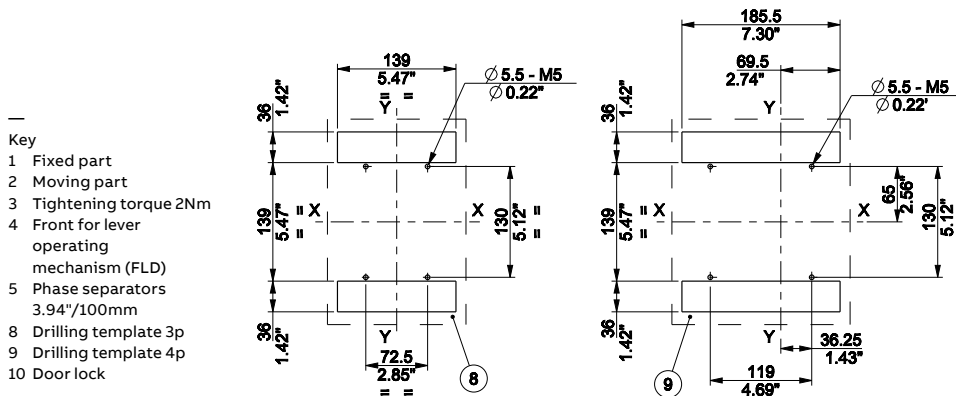 Key
1 Fixed part
2 Moving part
3 Tightening torque 2Nm
4 Front for lever
operating
mechanism (FLD)
5 Phase separators
3.94"/100mm
8 Drilling template 3p
9 Drilling template 4p
10 Door lock
139
5.47"
= =
Y
Ø 5.5 - M5
Ø 0.22"
36
1.42"
139
5.47"
=
=
X
X
130
5.12"
=
=
36
1.42"
Y
72.5
2.85"
= =
8
185.5
7.30"
69.5
2.74"
Y
Ø 5.5 - M5
Ø 0.22'
36
1.42"
139
5.47"
=
=
X
X
65
2.56"
130
5.12"
36
1.42"
Y
36.25
1.43"
119
4.69"
9